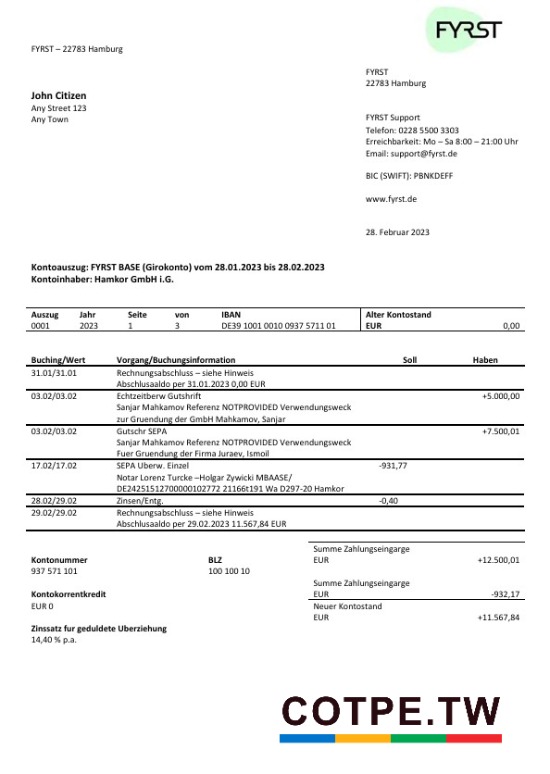 FYRST
FYRST – 22783 Hamburg
FYRST
22783 Hamburg
John Citizen
Any Street 123
Any Town
FYRST Support
Telefon: 0228 5500 3303
Erreichbarkeit: Mo – Sa 8:00 – 21:00 Uhr
Email: support@fyrst.de
BIC (SWIFT): PBNKDEFF
www.fyrst.de
28. Februar 2023
Kontoauszug: FYRST BASE (Girokonto) vom 28.01.2023 bis 28.02.2023
Kontoinhaber: Hamkor GmbH i.G.
Auszug Jahr Seite von IBAN Alter Kontostand
0001 2023 1 3 DE39 1001 0010 0937 5711 01 EUR 0,00
Buching/Wert Vorgang/Buchungsinformation Soll Haben
31.01/31.01 Rechnungsabschluss – siehe Hinweis
Abschlusaaldo per 31.01.2023 0,00 EUR
03.02/03.02 Echtzeitberw Gutshrift +5.000,00
Sanjar Mahkamov Referenz NOTPROVIDED Verwendungsweck
zur Gruendung der GmbH Mahkamov, Sanjar
03.02/03.02 Gutschr SEPA +7.500,01
Sanjar Mahkamov Referenz NOTPROVIDED Verwendungsweck
Fuer Gruendung der Firma Juraev, Ismoil
17.02/17.02 SEPA Uberw. Einzel -931,77
Notar Lorenz Turcke –Holgar Zywicki MBAASE/
DE24251512700000102772 21166t191 Wa D297-20 Hamkor
28.02/29.02 Zinsen/Entg. -0,40
29.02/29.02 Rechnungsabschluss – siehe Hinweis
Abschlusaaldo per 29.02.2023 11.567,84 EUR
Summe Zahlungseingarge
Kontonummer BLZ EUR +12.500,01
937 571 101 100 100 10
Summe Zahlungseingarge
Kontokorrentkredit EUR -932,17
EUR 0 Neuer Kontostand
EUR +11.567,84
Zinssatz fur geduldete Uberziehung
14,40 % p.a.
COTPE.TW